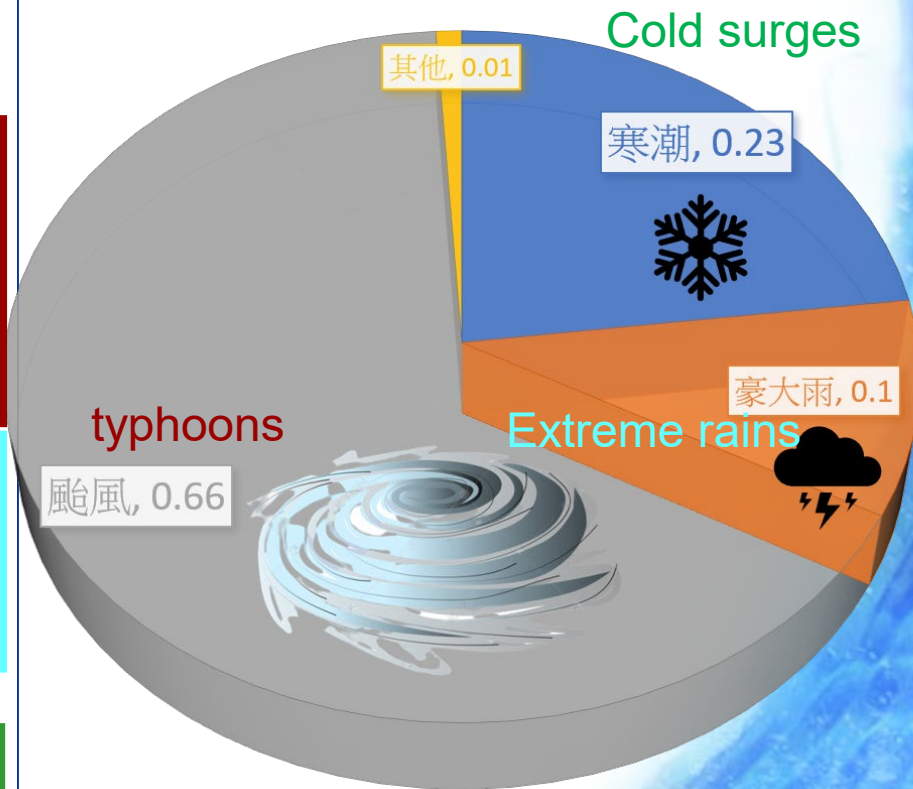 Cold surges
其他, 0.01
寒潮, 0.23
豪大雨, 0.1
typhoons
Extreme rains
颱風, 0.66